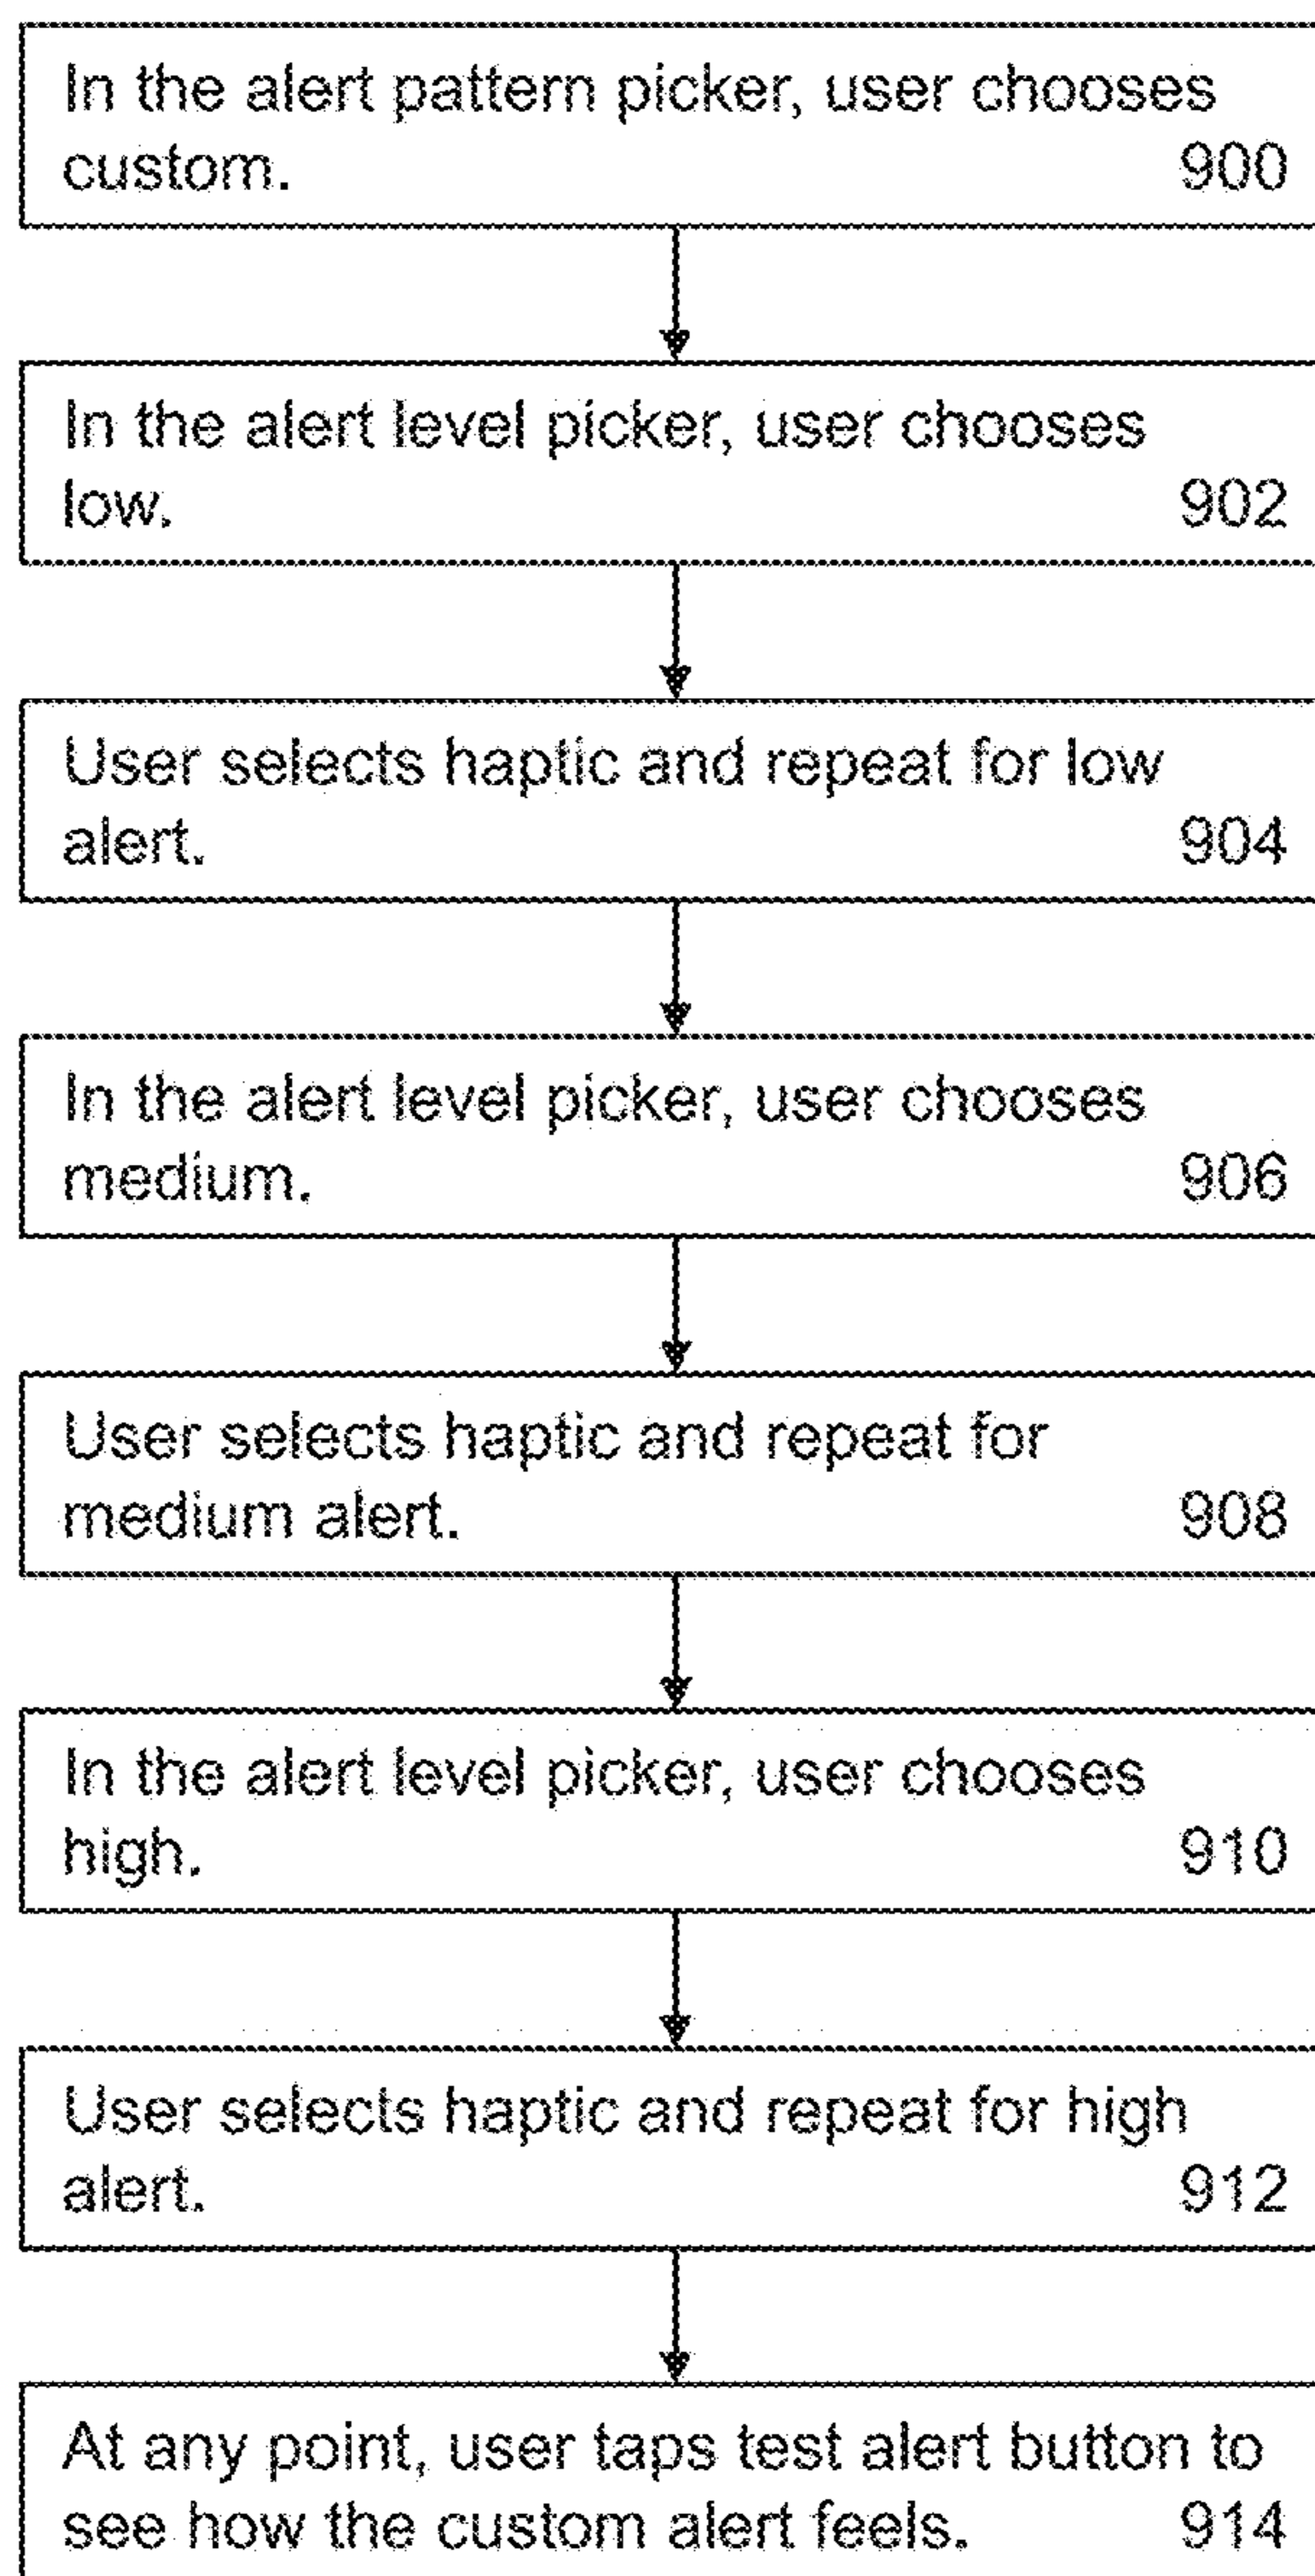 In the alert pattern picker, user chooses
custom. 900
In the alert level picker, user chooses
low. 902
User selects haptic and repeat for low
alert. 904
In the alert level picker, user chooses
medium. 906
User selects haptic and repeat for
medium alert. 908
In the alert level picker, user chooses
high. 910
User selects haptic and repeat for high
alert. 912
At any point, user taps test alert button to
see how the custom alert feels. 914